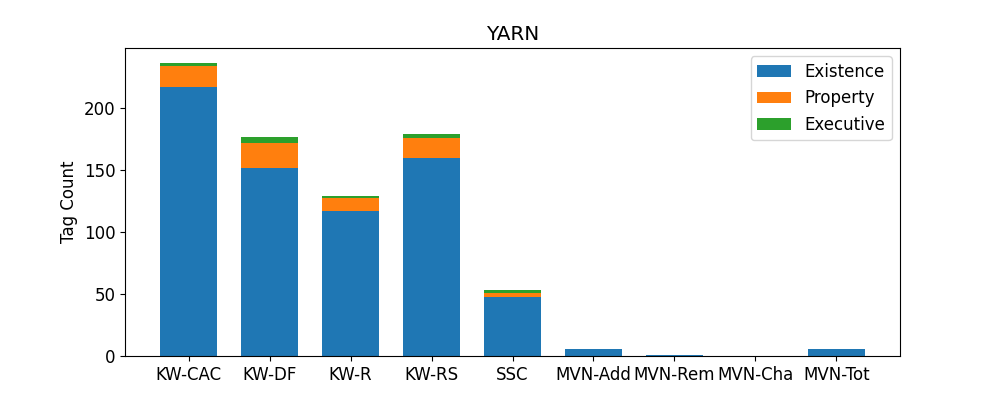 YARN
Existence
Property
Executive
Tag Count
200
150
100
50
0
KW-CAC KW-DF KW-R KW-RS SSC MVN-Add MVN-Rem MVN-Cha MVN-Tot